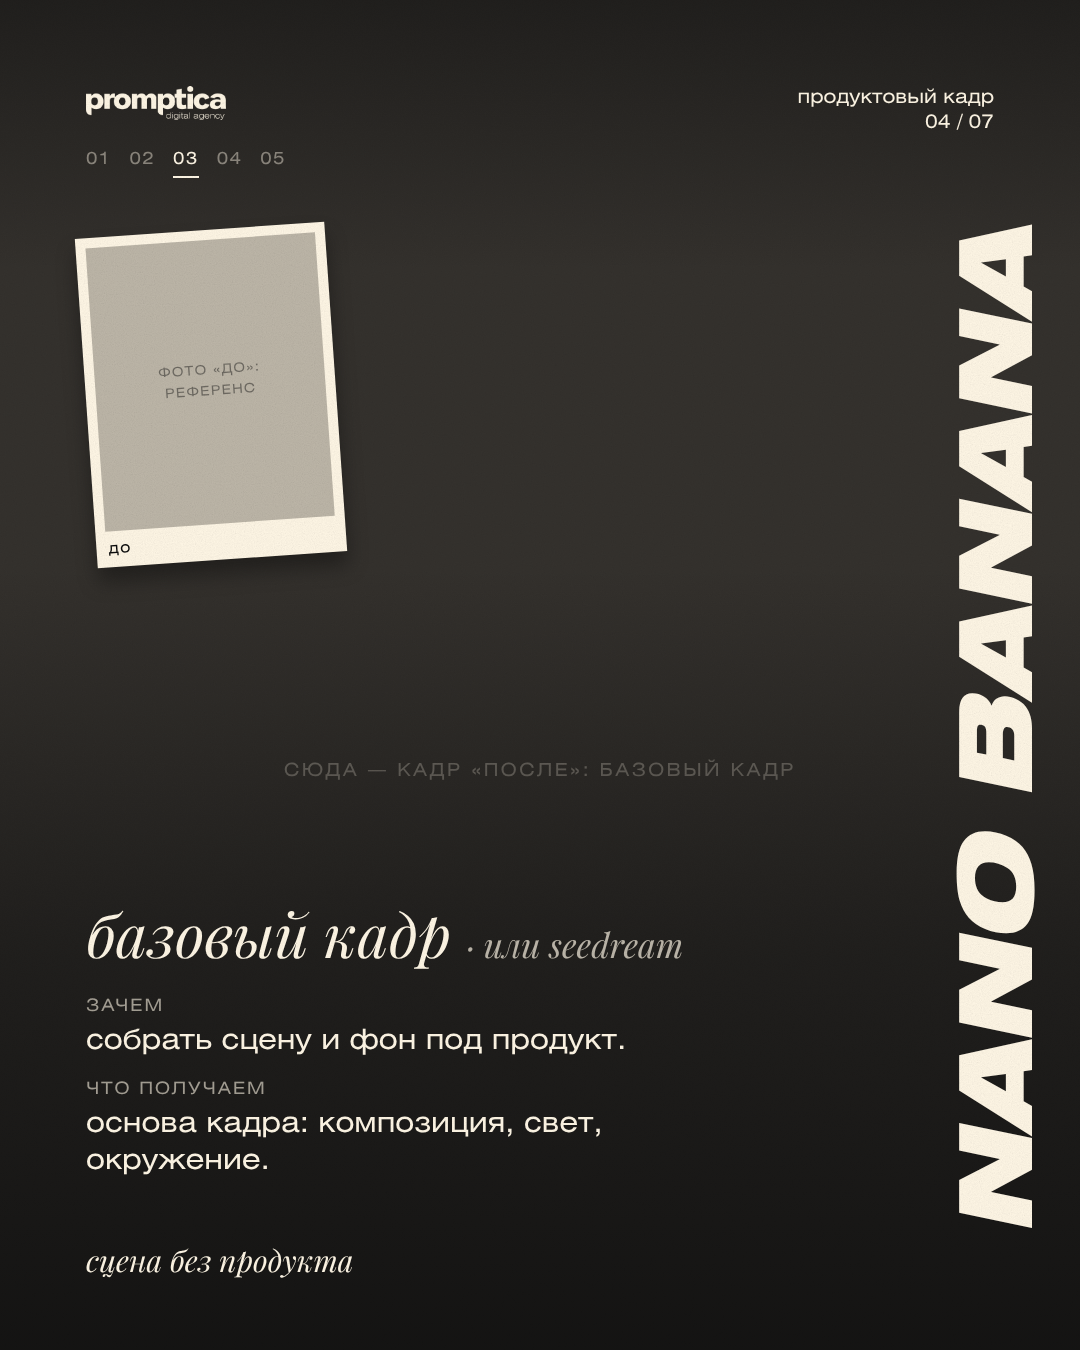 promptica
digital agency
продуктовый кадр
04 / 07
01 02 03 04 05
ФОТО «ДО»:
РЕФЕРЕНС
ДО
NANO BANANA
СЮДА — КАДР «ПОСЛЕ»: БАЗОВЫЙ КАДР
базовый кадр · или seedream
ЗАЧЕМ
собрать сцену и фон под продукт.
ЧТО ПОЛУЧАЕМ
основа кадра: композиция, свет,
окружение.
сцена без продукта